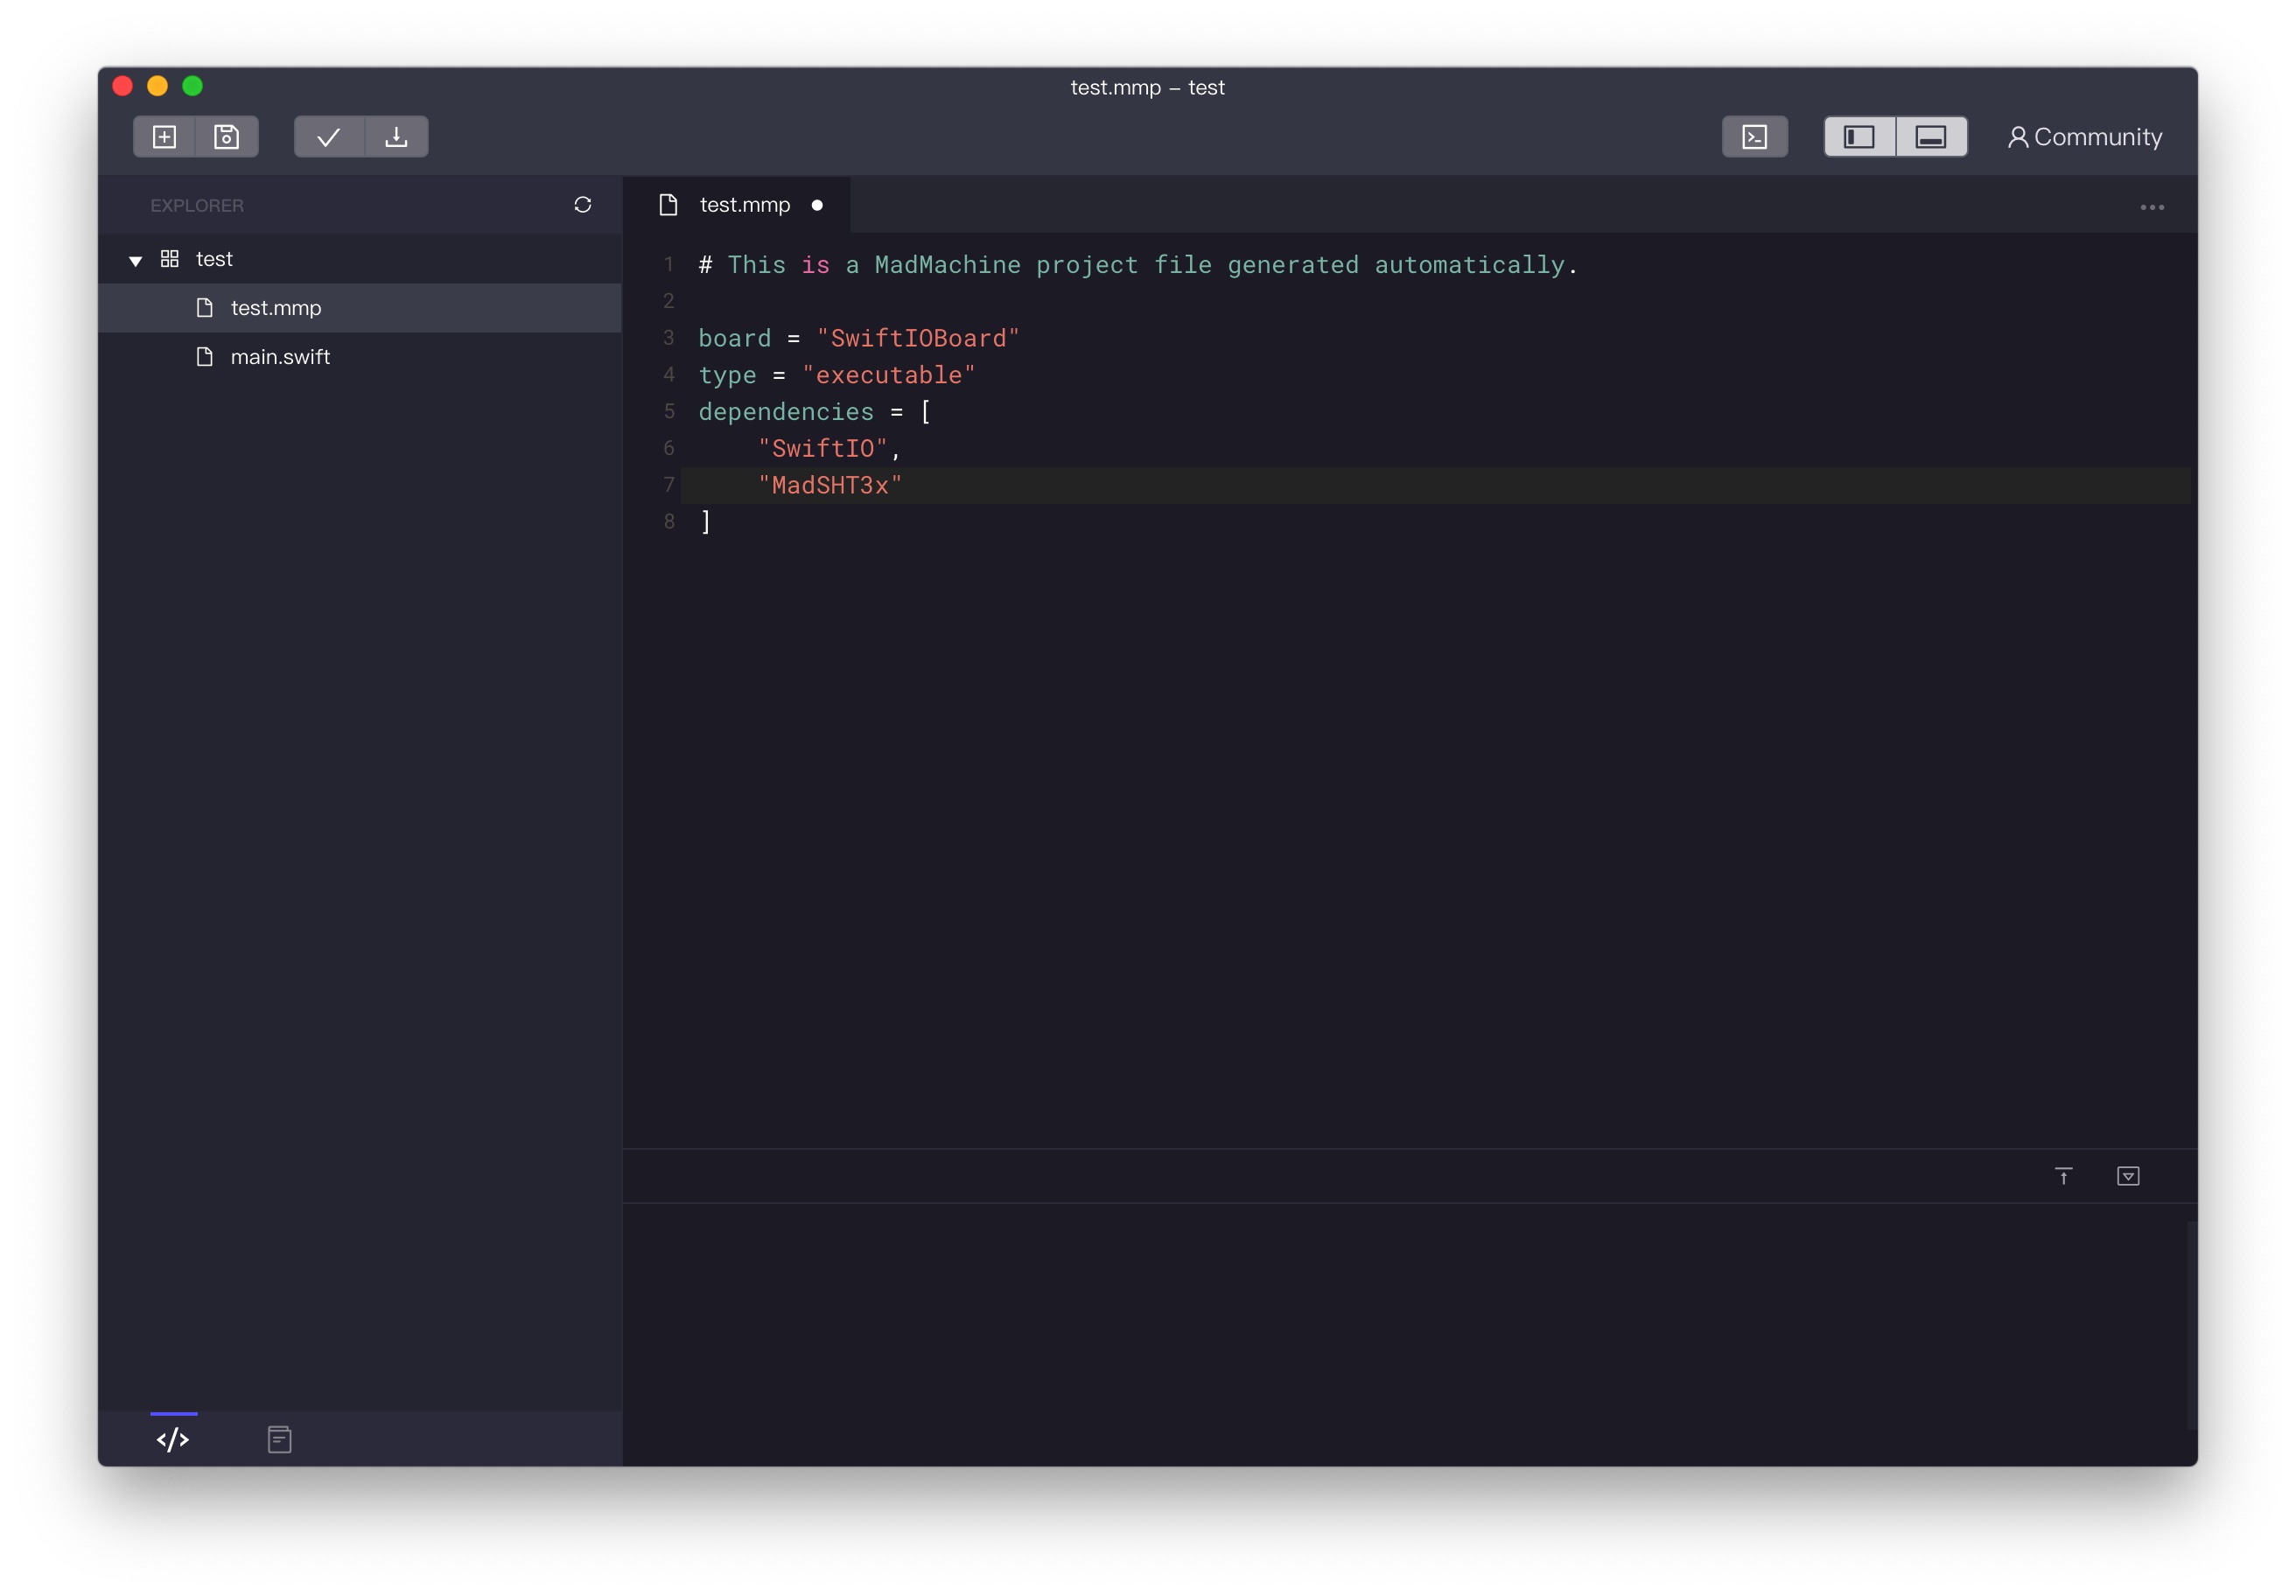 test.mmp – test
Community
EXPLORER
test
test.mmp
main.swift
test.mmp
1 # This is a MadMachine project file generated automatically.
2
3 board = "SwiftIOBoard"
4 type = "executable"
5 dependencies = [
6     "SwiftIO",
7     "MadSHT3x"
8 ]